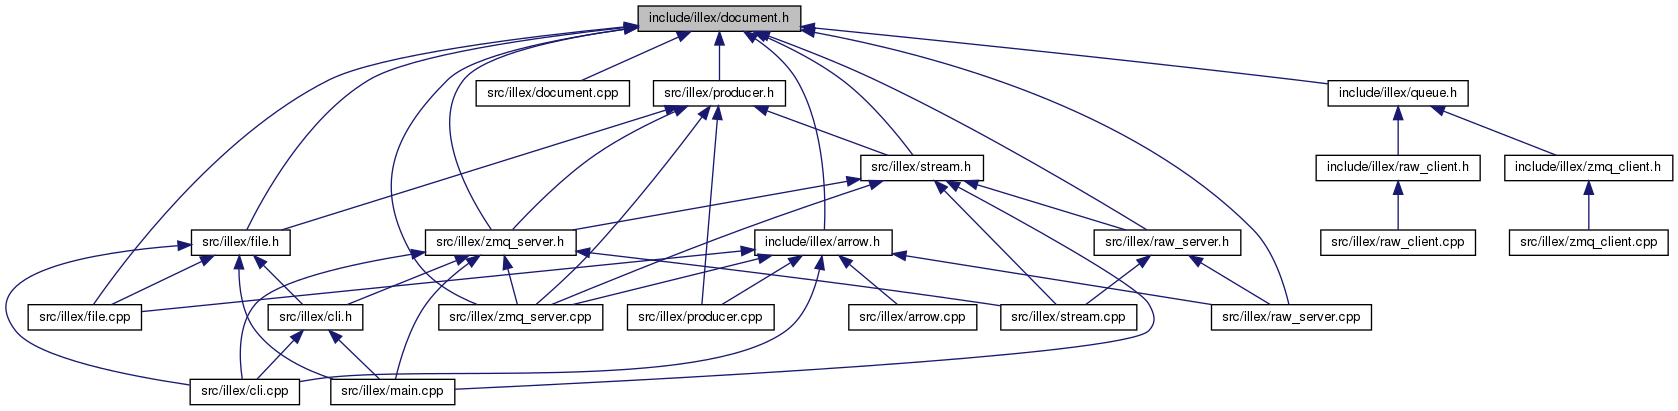 include/illex/document.h
src/illex/document.cpp
src/illex/producer.h
include/illex/queue.h
src/illex/stream.h
include/illex/raw_client.h
include/illex/zmq_client.h
src/illex/file.h
src/illex/zmq_server.h
include/illex/arrow.h
src/illex/raw_server.h
src/illex/raw_client.cpp
src/illex/zmq_client.cpp
src/illex/file.cpp
src/illex/cli.h
src/illex/zmq_server.cpp
src/illex/producer.cpp
src/illex/arrow.cpp
src/illex/stream.cpp
src/illex/raw_server.cpp
src/illex/cli.cpp
src/illex/main.cpp